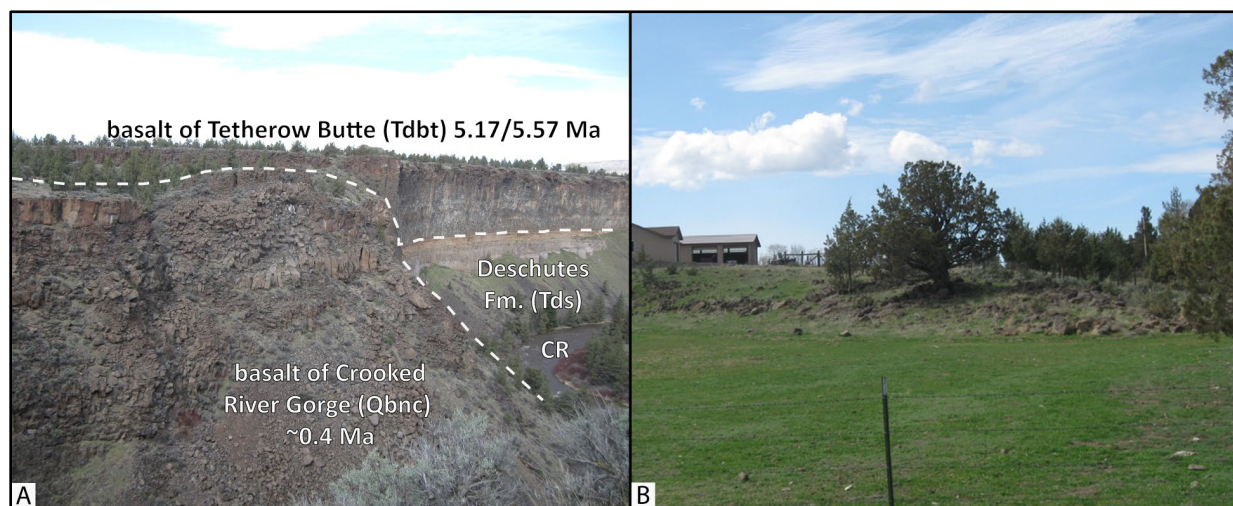 basalt of Tetherow Butte (Tdbt) 5.17/5.57 Ma
Deschutes
Fm. (Tds)
CR
basalt of Crooked
River Gorge (Qbnc)
~0.4 Ma
A
B